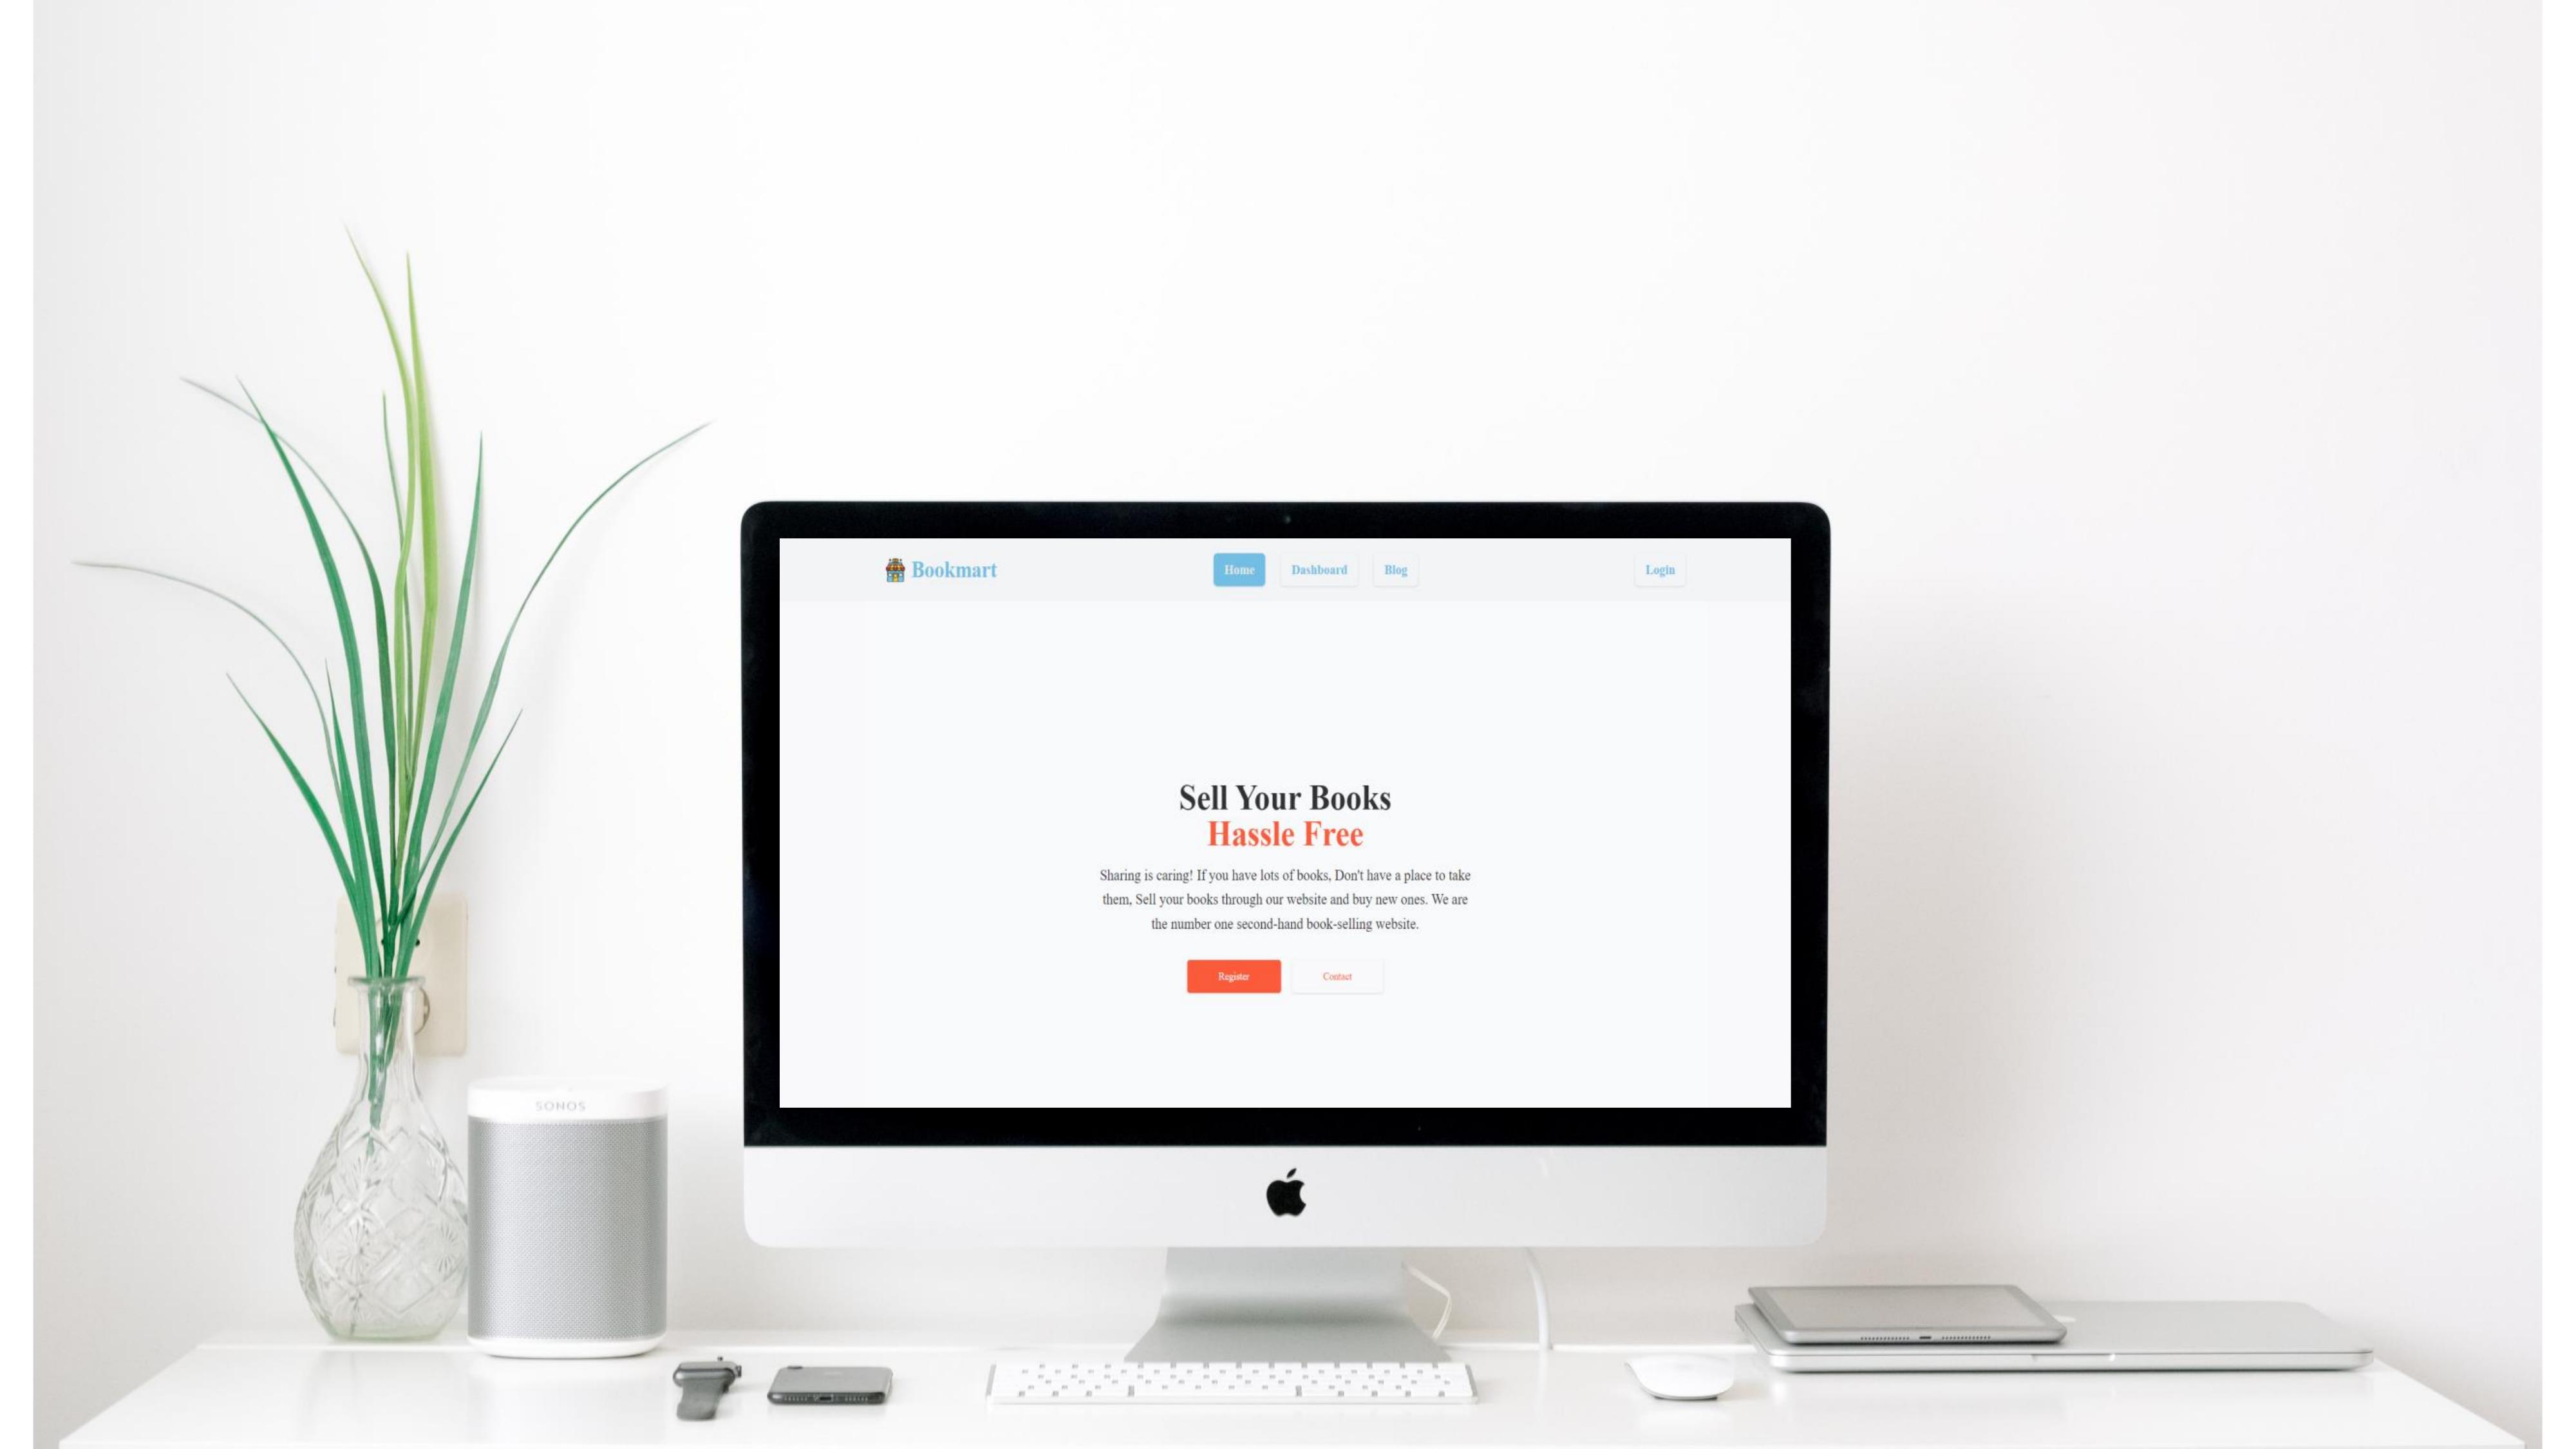 Bookmart
Home Dashboard Blog
Login
Sell Your Books
Hassle Free
Sharing is caring! If you have lots of books, Don't have a place to take
them, Sell your books through our website and buy new ones. We are
the number one second-hand book-selling website.
Register Contact
SONOS